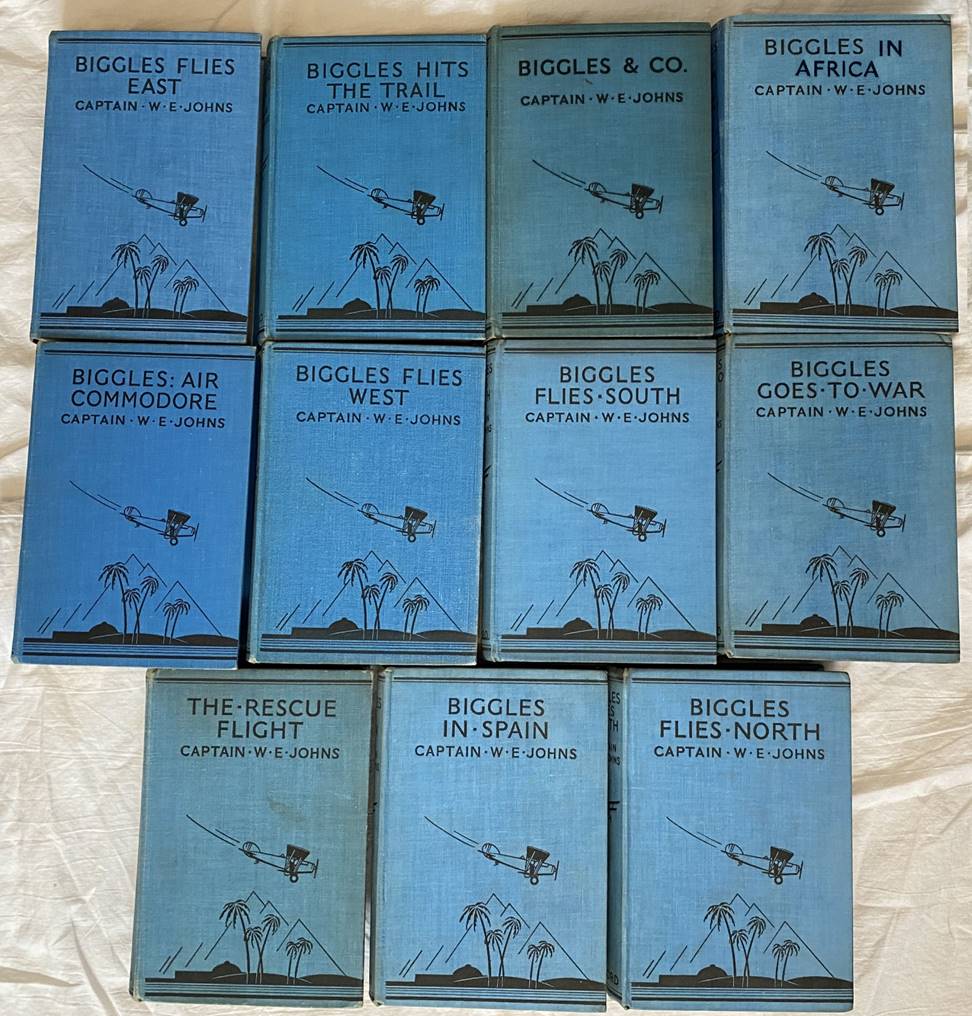 BIGGLES FLIES
EAST
CAPTAIN·W·E·JOHNS
BIGGLES HITS
THE TRAIL
CAPTAIN·W·E·JOHNS
BIGGLES & CO.
CAPTAIN·W·E·JOHNS
BIGGLES IN
AFRICA
CAPTAIN·W·E·JOHNS
BIGGLES: AIR
COMMODORE
CAPTAIN·W·E·JOHNS
BIGGLES FLIES
WEST
CAPTAIN·W·E·JOHNS
BIGGLES
FLIES·SOUTH
CAPTAIN·W·E·JOHNS
BIGGLES
GOES·TO·WAR
CAPTAIN·W·E·JOHNS
THE·RESCUE
FLIGHT
CAPTAIN·W·E·JOHNS
BIGGLES
IN·SPAIN
CAPTAIN·W·E·JOHNS
BIGGLES
FLIES·NORTH
CAPTAIN·W·E·JOHNS